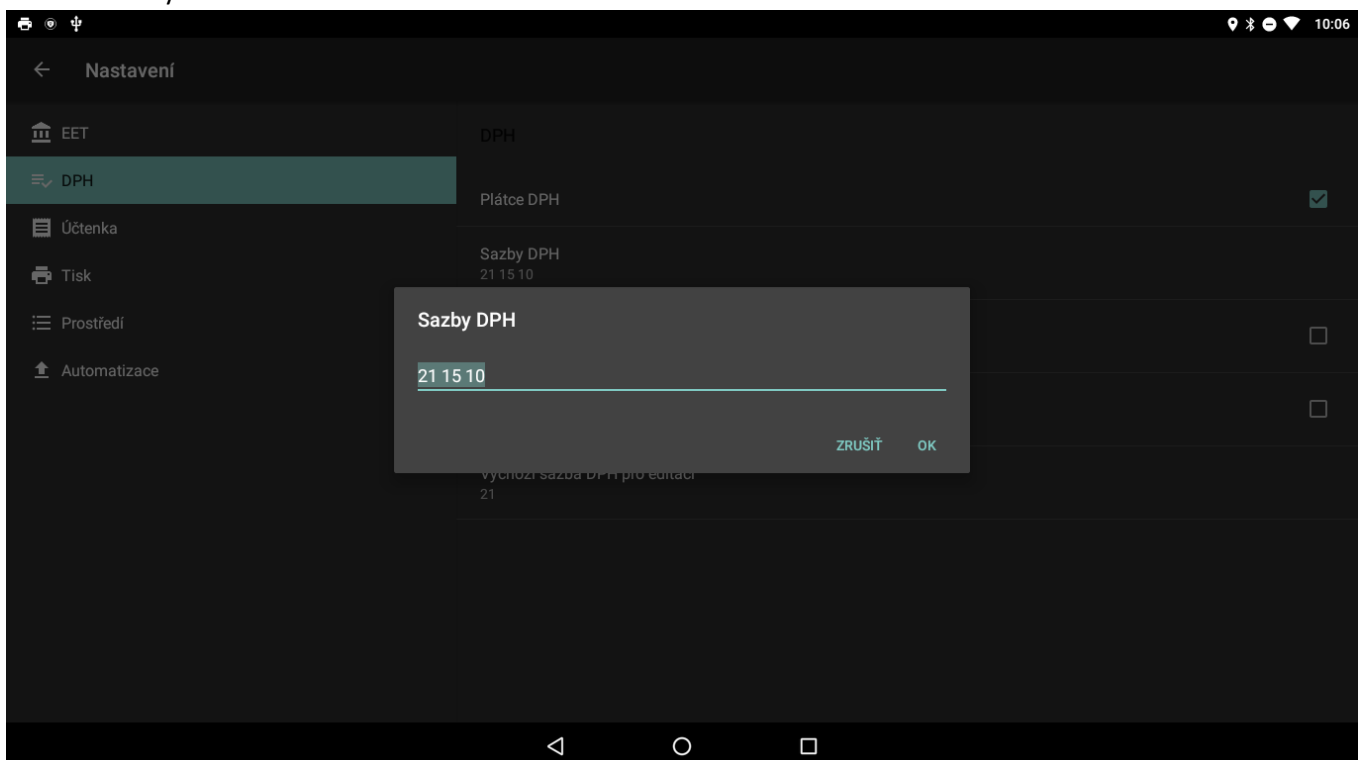 10:06
Nastavení
EET
DPH
Účtenka
Tisk
Prostředí
Automatizace
DPH
Plátce DPH
Sazby DPH
21 15 10
Sazby DPH
21 15 10
ZRUŠIŤ OK
Výchozí sazba DPH pro editaci
21